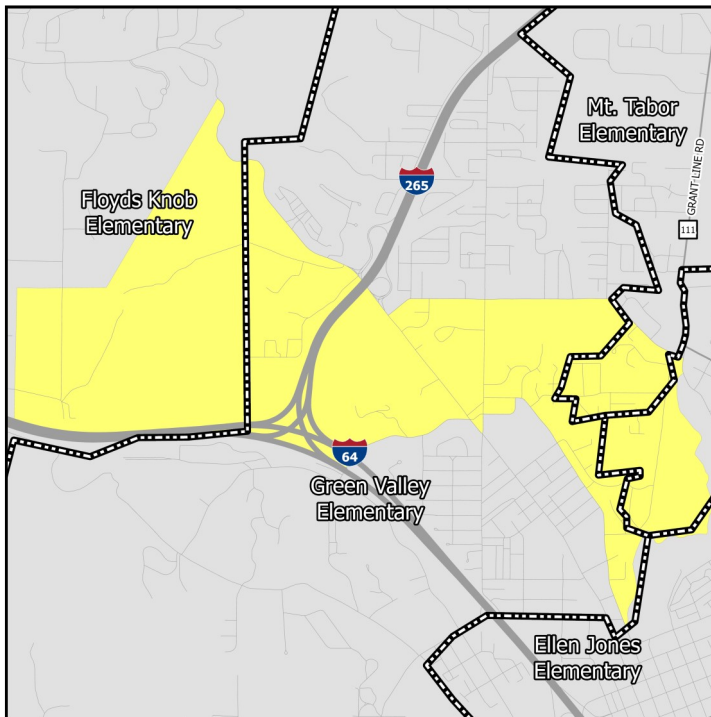 Mt. Tabor
Elementary
GRANT LINE RD
265
Floyds Knob
Elementary
111
64
Green Valley
Elementary
Ellen Jones
Elementary